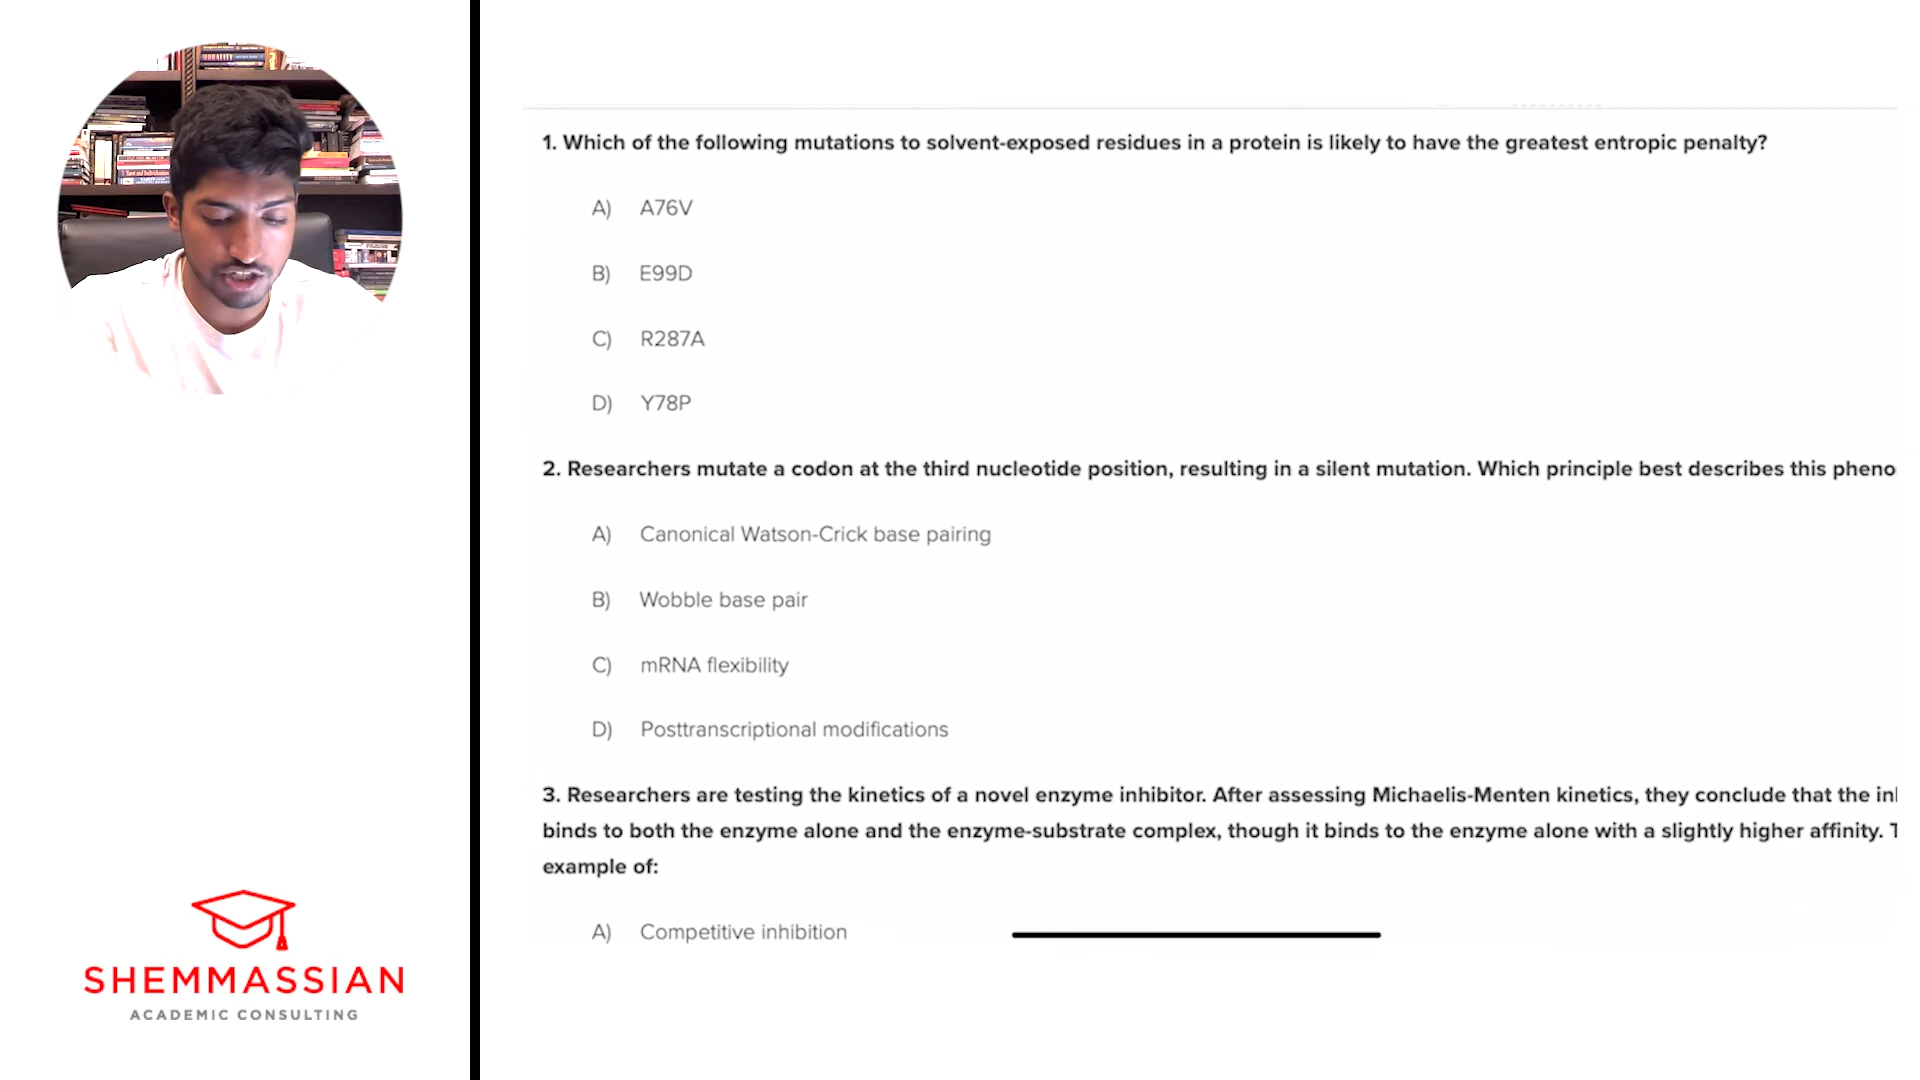 1. Which of the following mutations to solvent-exposed residues in a protein is likely to have the greatest entropic penalty?
A) A76V
B) E99D
C) R287A
D) Y78P
2. Researchers mutate a codon at the third nucleotide position, resulting in a silent mutation. Which principle best describes this pheno
A) Canonical Watson-Crick base pairing
B) Wobble base pair
C) mRNA flexibility
D) Posttranscriptional modifications
3. Researchers are testing the kinetics of a novel enzyme inhibitor. After assessing Michaelis-Menten kinetics, they conclude that the
binds to both the enzyme alone and the enzyme-substrate complex, though it binds to the enzyme alone with a slightly higher affinity.
example of:
A) Competitive inhibition
SHEMMASSIAN
ACADEMIC CONSULTING